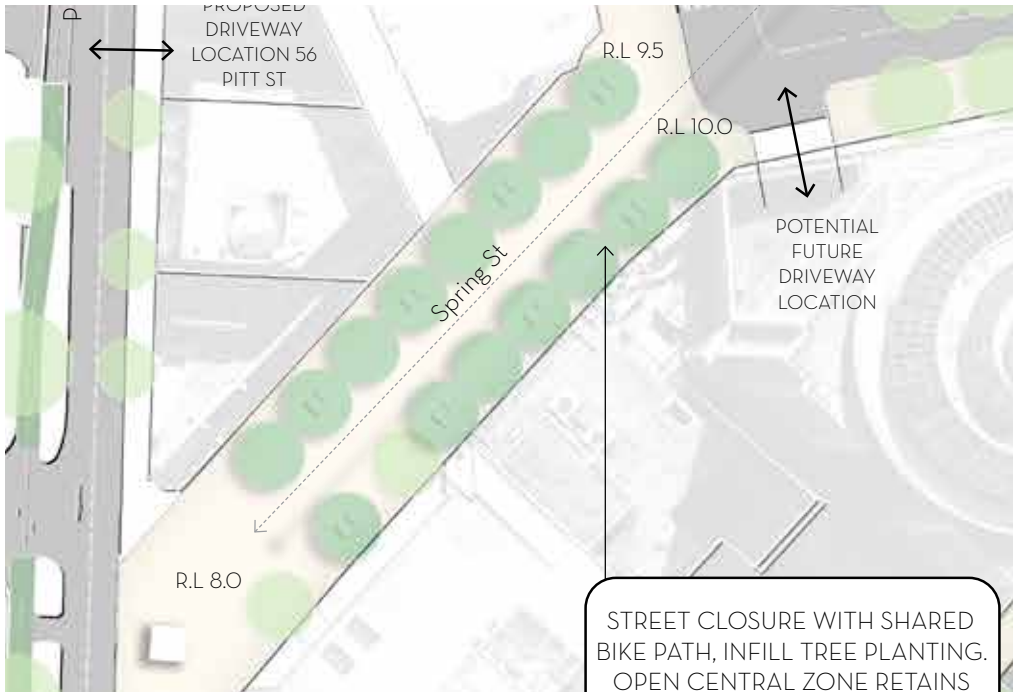 P
PROPOSED
DRIVEWAY
LOCATION 56
PITT ST
R.L 9.5
R.L 10.0
POTENTIAL
FUTURE
DRIVEWAY
LOCATION
Spring St
R.L 8.0
STREET CLOSURE WITH SHARED
BIKE PATH, INFILL TREE PLANTING.
OPEN CENTRAL ZONE RETAINS